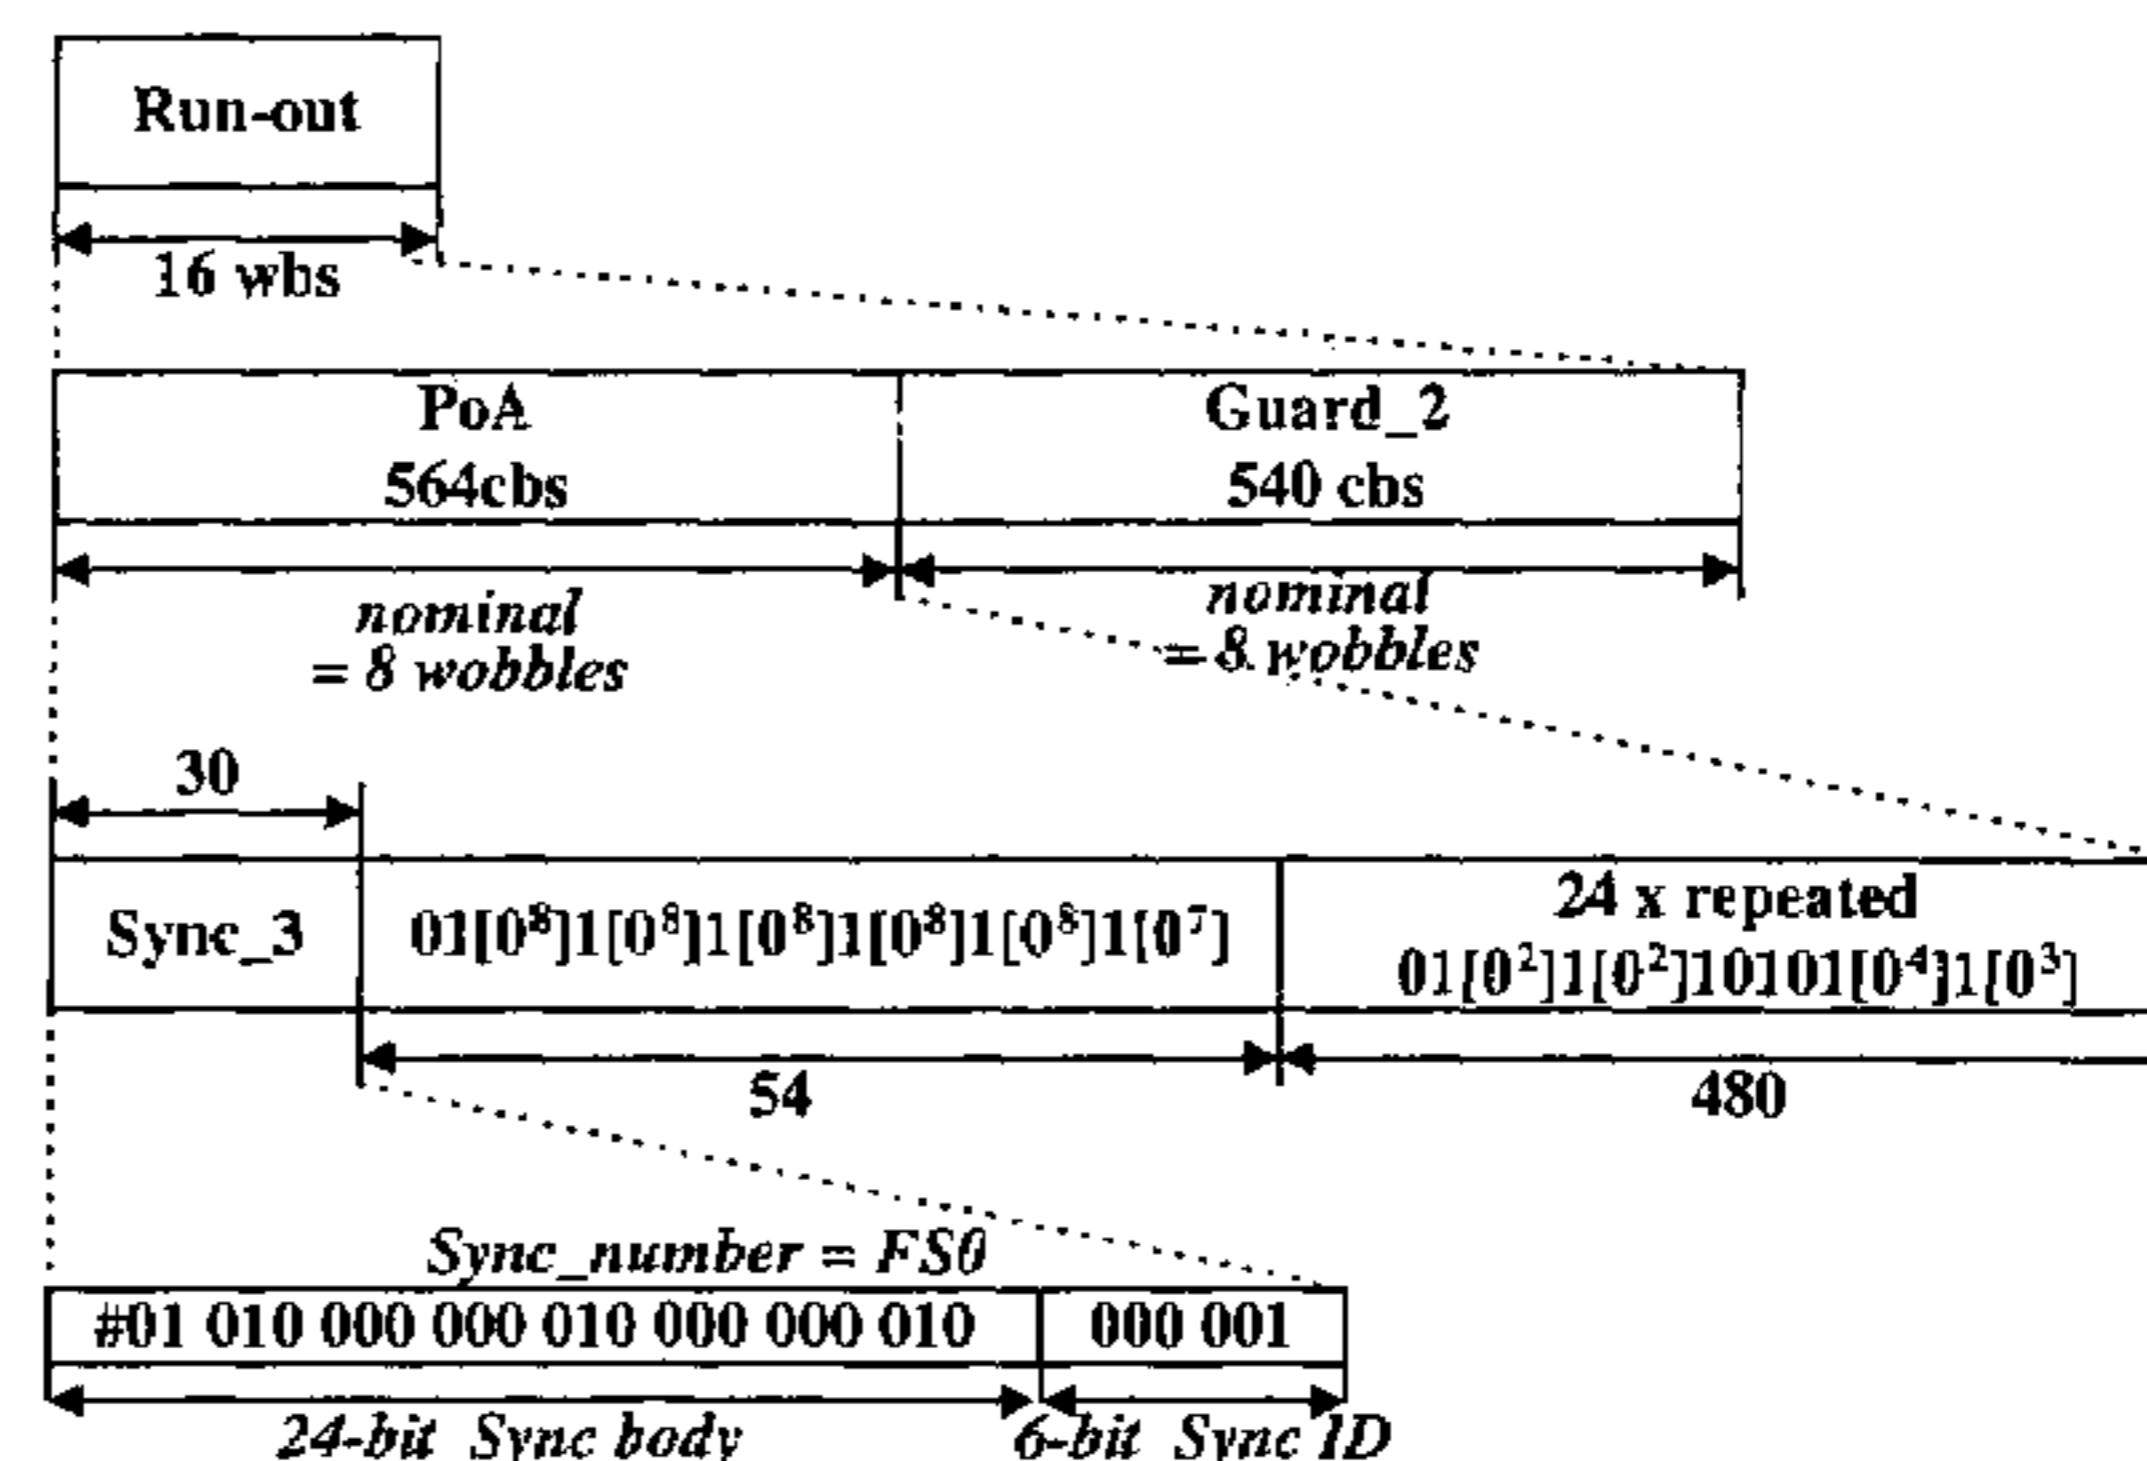 Run-out
16 wbs
PoA
564cbs
Guard_2
540 cbs
nominal
= 8 wobbles
nominal
= 8 wobbles
30
Sync_3
01[0⁸]1[0⁸]1[0⁸]1[0⁸]1[0⁸]1[0⁷]
24 x repeated
01[0²]1[0²]10101[0⁴]1[0³]
54
480
Sync_number = FS0
#01 010 000 000 010 000 000 010
000 001
24-bit Sync body
6-bit Sync ID